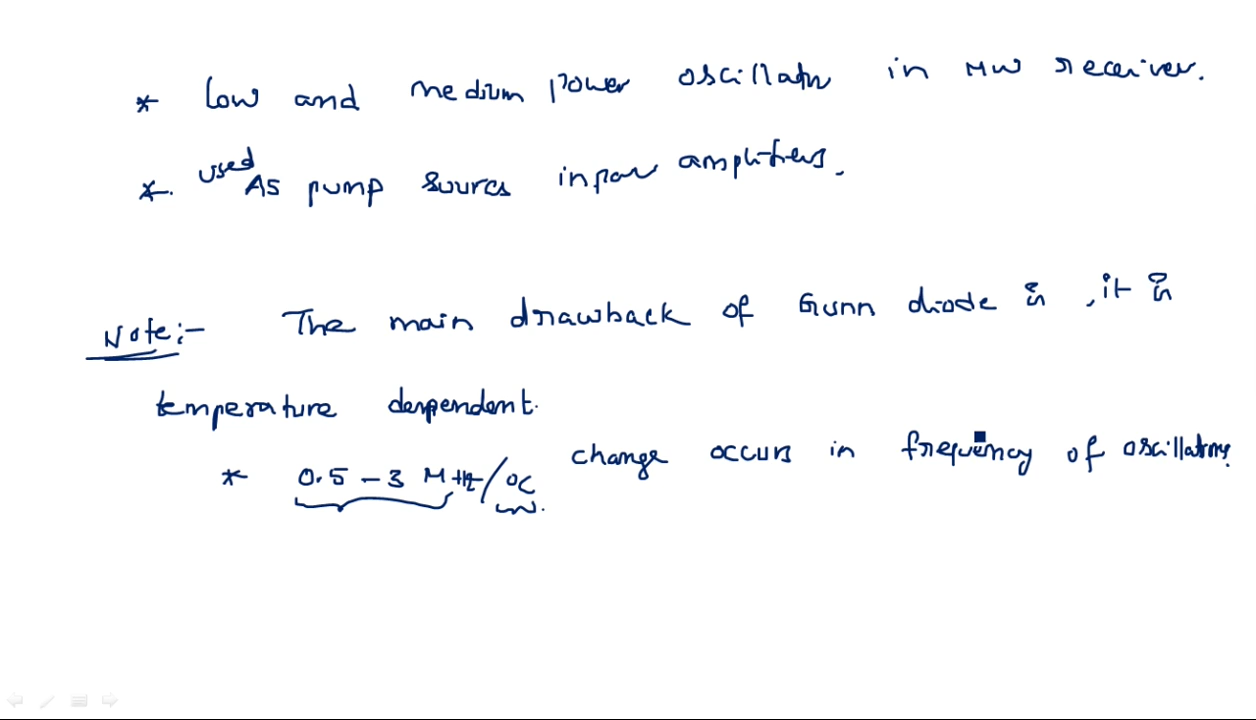 * Low and medium power oscillator in MW receiver.
*. used As pump source in par amplifiers.
Note:- The main drawback of Gunn diode is, it is
temperature dependent.
* 0.5 - 3 MHz/°C change occurs in frequency of oscillations